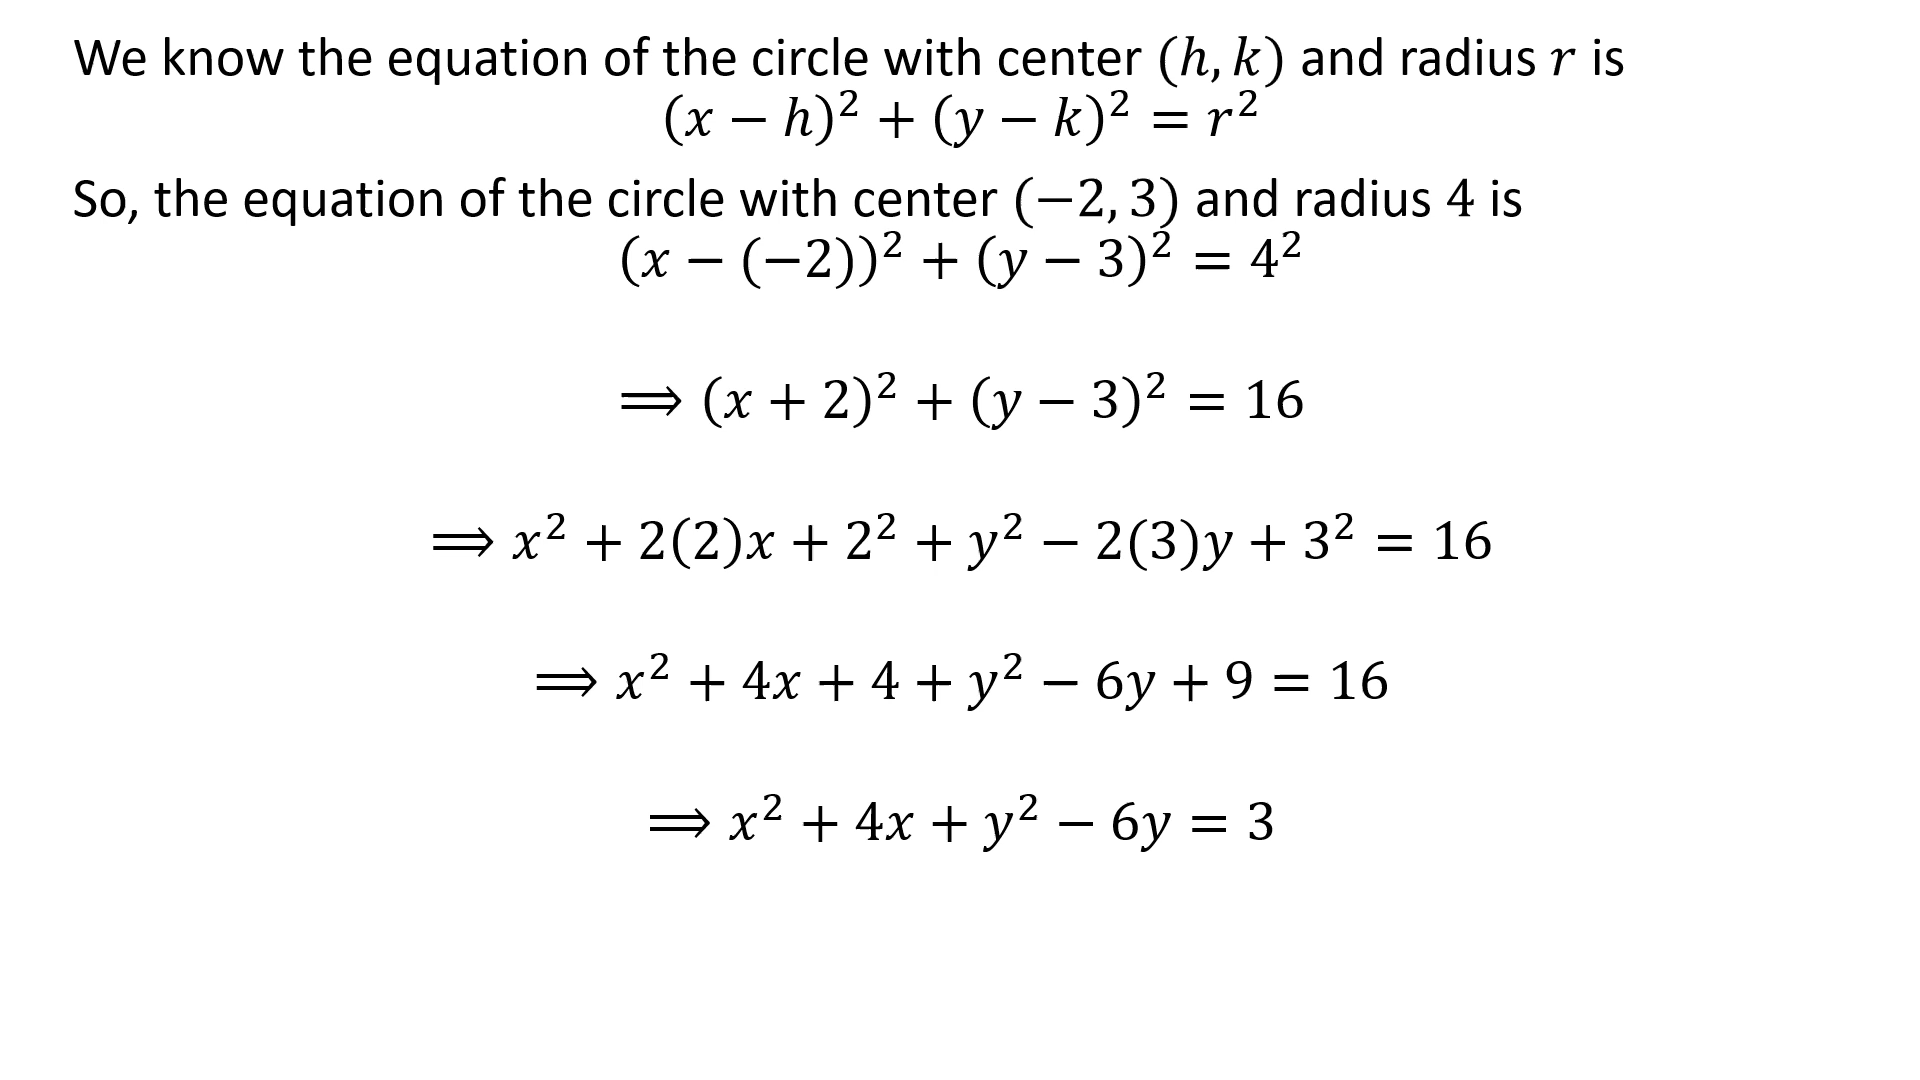 We know the equation of the circle with center (h, k) and radius r is
(x − h)² + (y − k)² = r²
So, the equation of the circle with center (−2, 3) and radius 4 is
(x − (−2))² + (y − 3)² = 4²
⟹ (x + 2)² + (y − 3)² = 16
⟹ x² + 2(2)x + 2² + y² − 2(3)y + 3² = 16
⟹ x² + 4x + 4 + y² − 6y + 9 = 16
⟹ x² + 4x + y² − 6y = 3